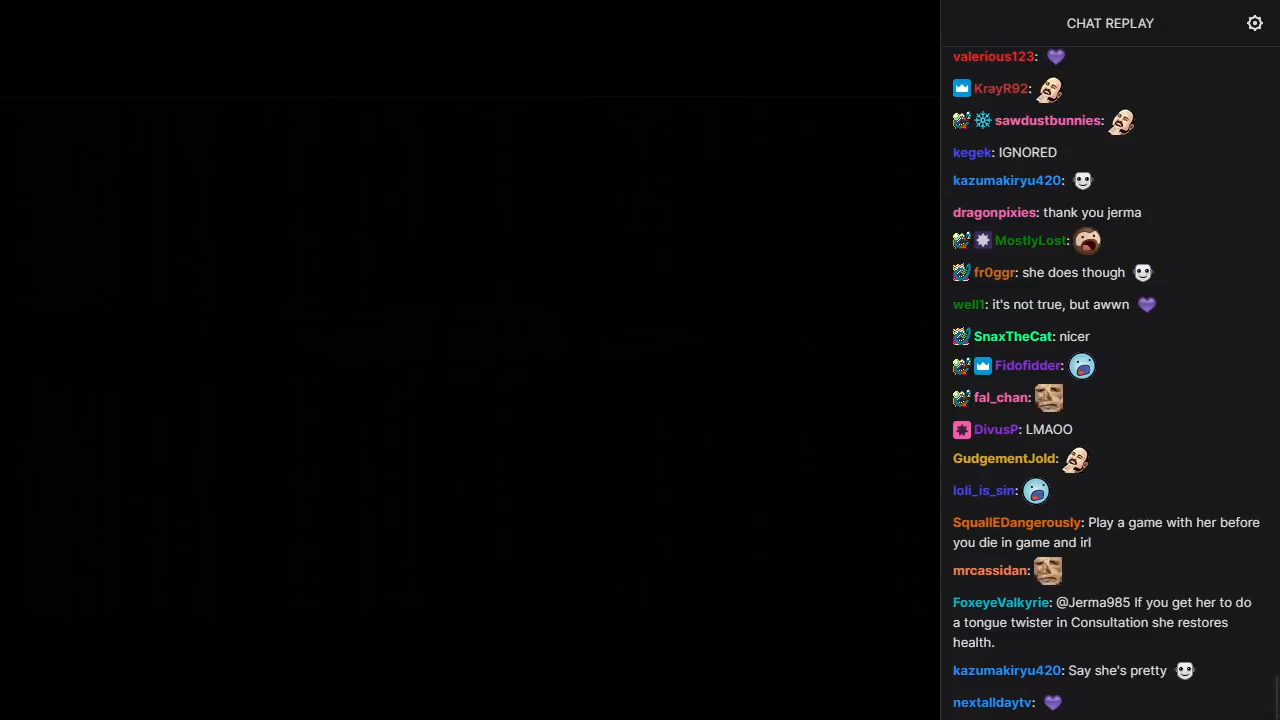 CHAT REPLAY
valerious123:
KrayR92:
sawdustbunnies:
kegek: IGNORED
kazumakiryu420:
dragonpixies: thank you jerma
MostlyLost:
fr0ggr: she does though
well1: it's not true, but awwn
SnaxTheCat: nicer
Fidofidder:
fal_chan:
DivusP: LMAOO
GudgementJold:
loli_is_sin:
SquallEDangerously: Play a game with her before
you die in game and irl
mrcassidan:
FoxeyeValkyrie: @Jerma985 If you get her to do
a tongue twister in Consultation she restores
health.
kazumakiryu420: Say she's pretty
nextalldaytv: